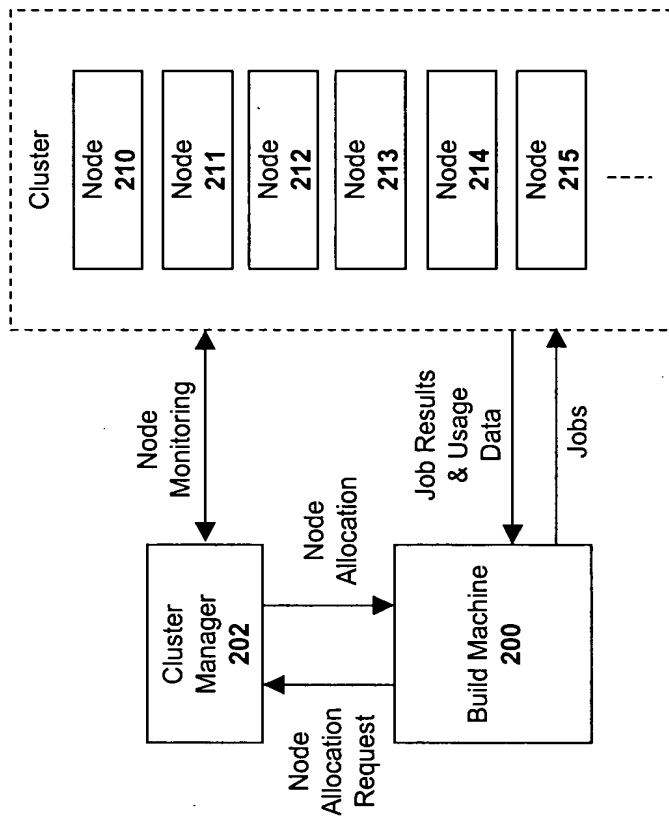 Cluster
Node
210
Node
211
Node
212
Node
213
Node
214
Node
215
Node
Monitoring
Job Results
& Usage
Data
Jobs
Cluster
Manager
202
Node
Allocation
Node
Allocation
Request
Build Machine
200